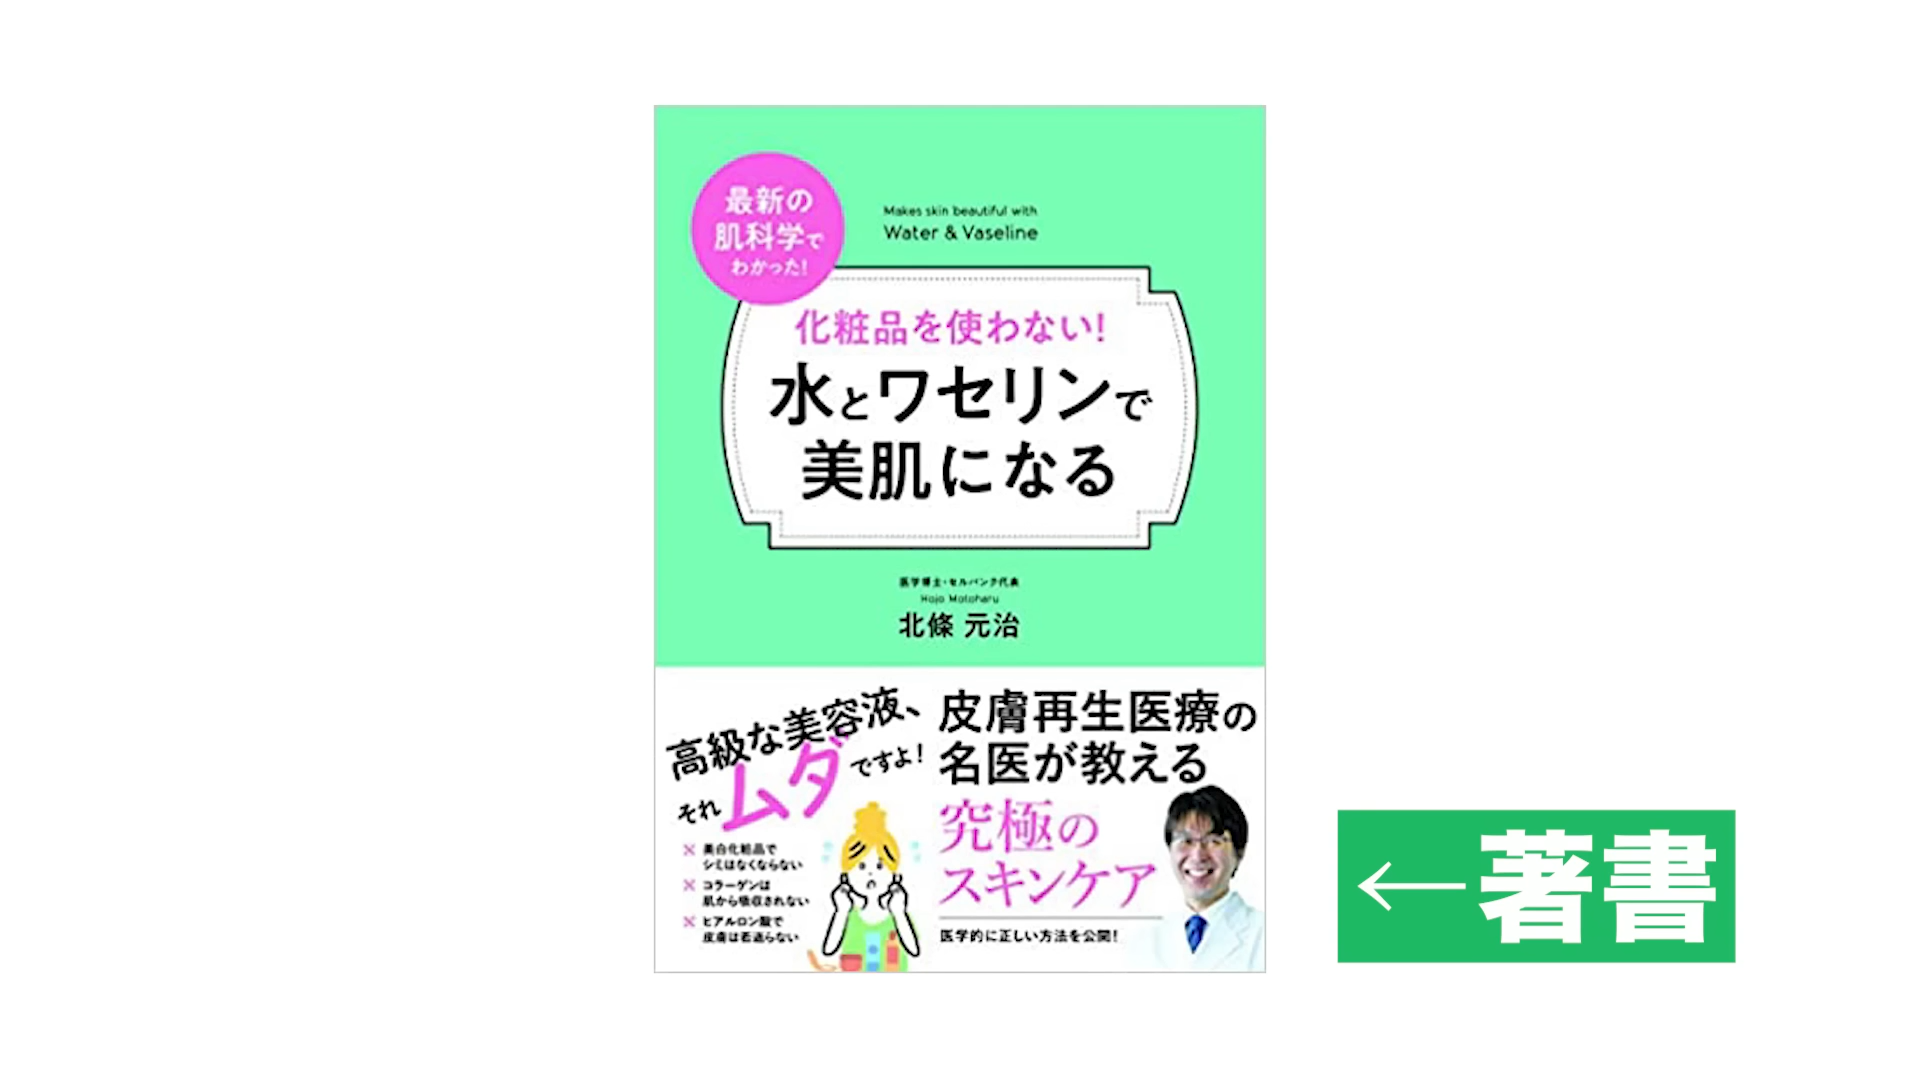 最新の
肌科学で
わかった!
Makes skin beautiful with
Water & Vaseline
化粧品を使わない!
水とワセリンで
美肌になる
医学博士・セルバンク代表
Hojo Motoharu
北條 元治
高級な美容液、
それムダですよ!
美白化粧品で
シミはなくならない
コラーゲンは
肌から吸収されない
ヒアルロン酸で
皮膚は若返らない
皮膚再生医療の
名医が教える
究極の
スキンケア
医学的に正しい方法を公開!
←著書